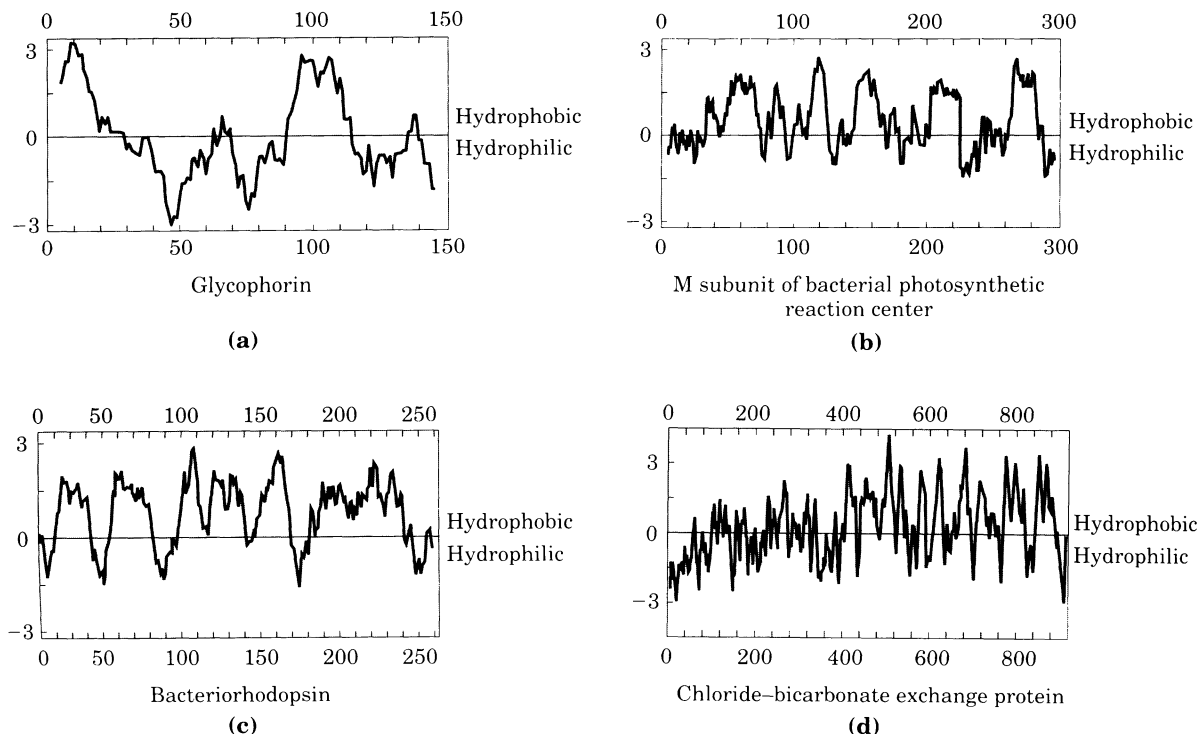 0 50 100 150
3
0
−3
Hydrophobic
Hydrophilic
0 50 100 150
Glycophorin
(a)
0 100 200 300
3
0
−3
Hydrophobic
Hydrophilic
0 100 200 300
M subunit of bacterial photosynthetic
reaction center
(b)
0 50 100 150 200 250
3
0
−3
Hydrophobic
Hydrophilic
0 50 100 150 200 250
Bacteriorhodopsin
(c)
0 200 400 600 800
3
0
−3
Hydrophobic
Hydrophilic
0 200 400 600 800
Chloride–bicarbonate exchange protein
(d)